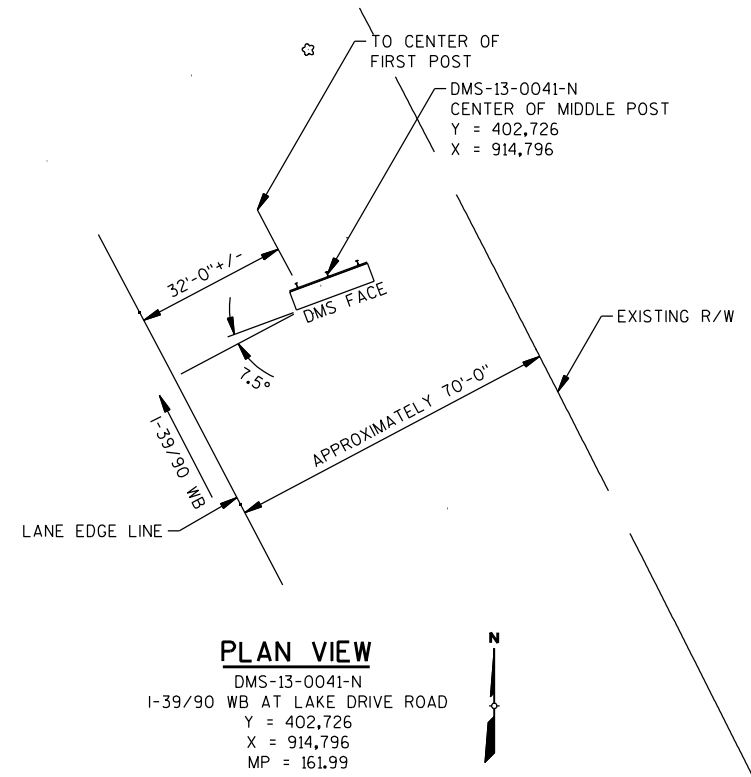 TO CENTER OF
FIRST POST
DMS-13-0041-N
CENTER OF MIDDLE POST
Y = 402,726
X = 914,796
32'-0"+/-
DMS FACE
EXISTING R/W
7.5°
APPROXIMATELY 70'-0"
I-39/90 WB
LANE EDGE LINE
PLAN VIEW
N
DMS-13-0041-N
I-39/90 WB AT LAKE DRIVE ROAD
Y = 402,726
X = 914,796
MP = 161.99